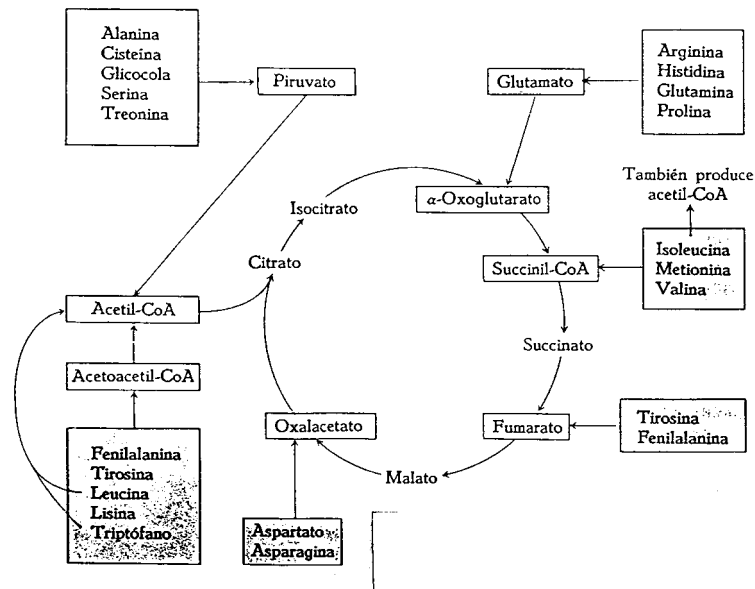 Alanina
Cisteína
Glicocola
Serina
Treonina
Piruvato
Glutamato
Arginina
Histidina
Glutamina
Prolina
También produce
acetil-CoA
Isocitrato
α-Oxoglutarato
Citrato
Succinil-CoA
Isoleucina
Metionina
Valina
Acetil-CoA
Succinato
Acetoacetil-CoA
Oxalacetato
Fumarato
Tirosina
Fenilalanina
Malato
Fenilalanina
Tirosina
Leucina
Lisina
Triptófano
Aspartato
Asparagina